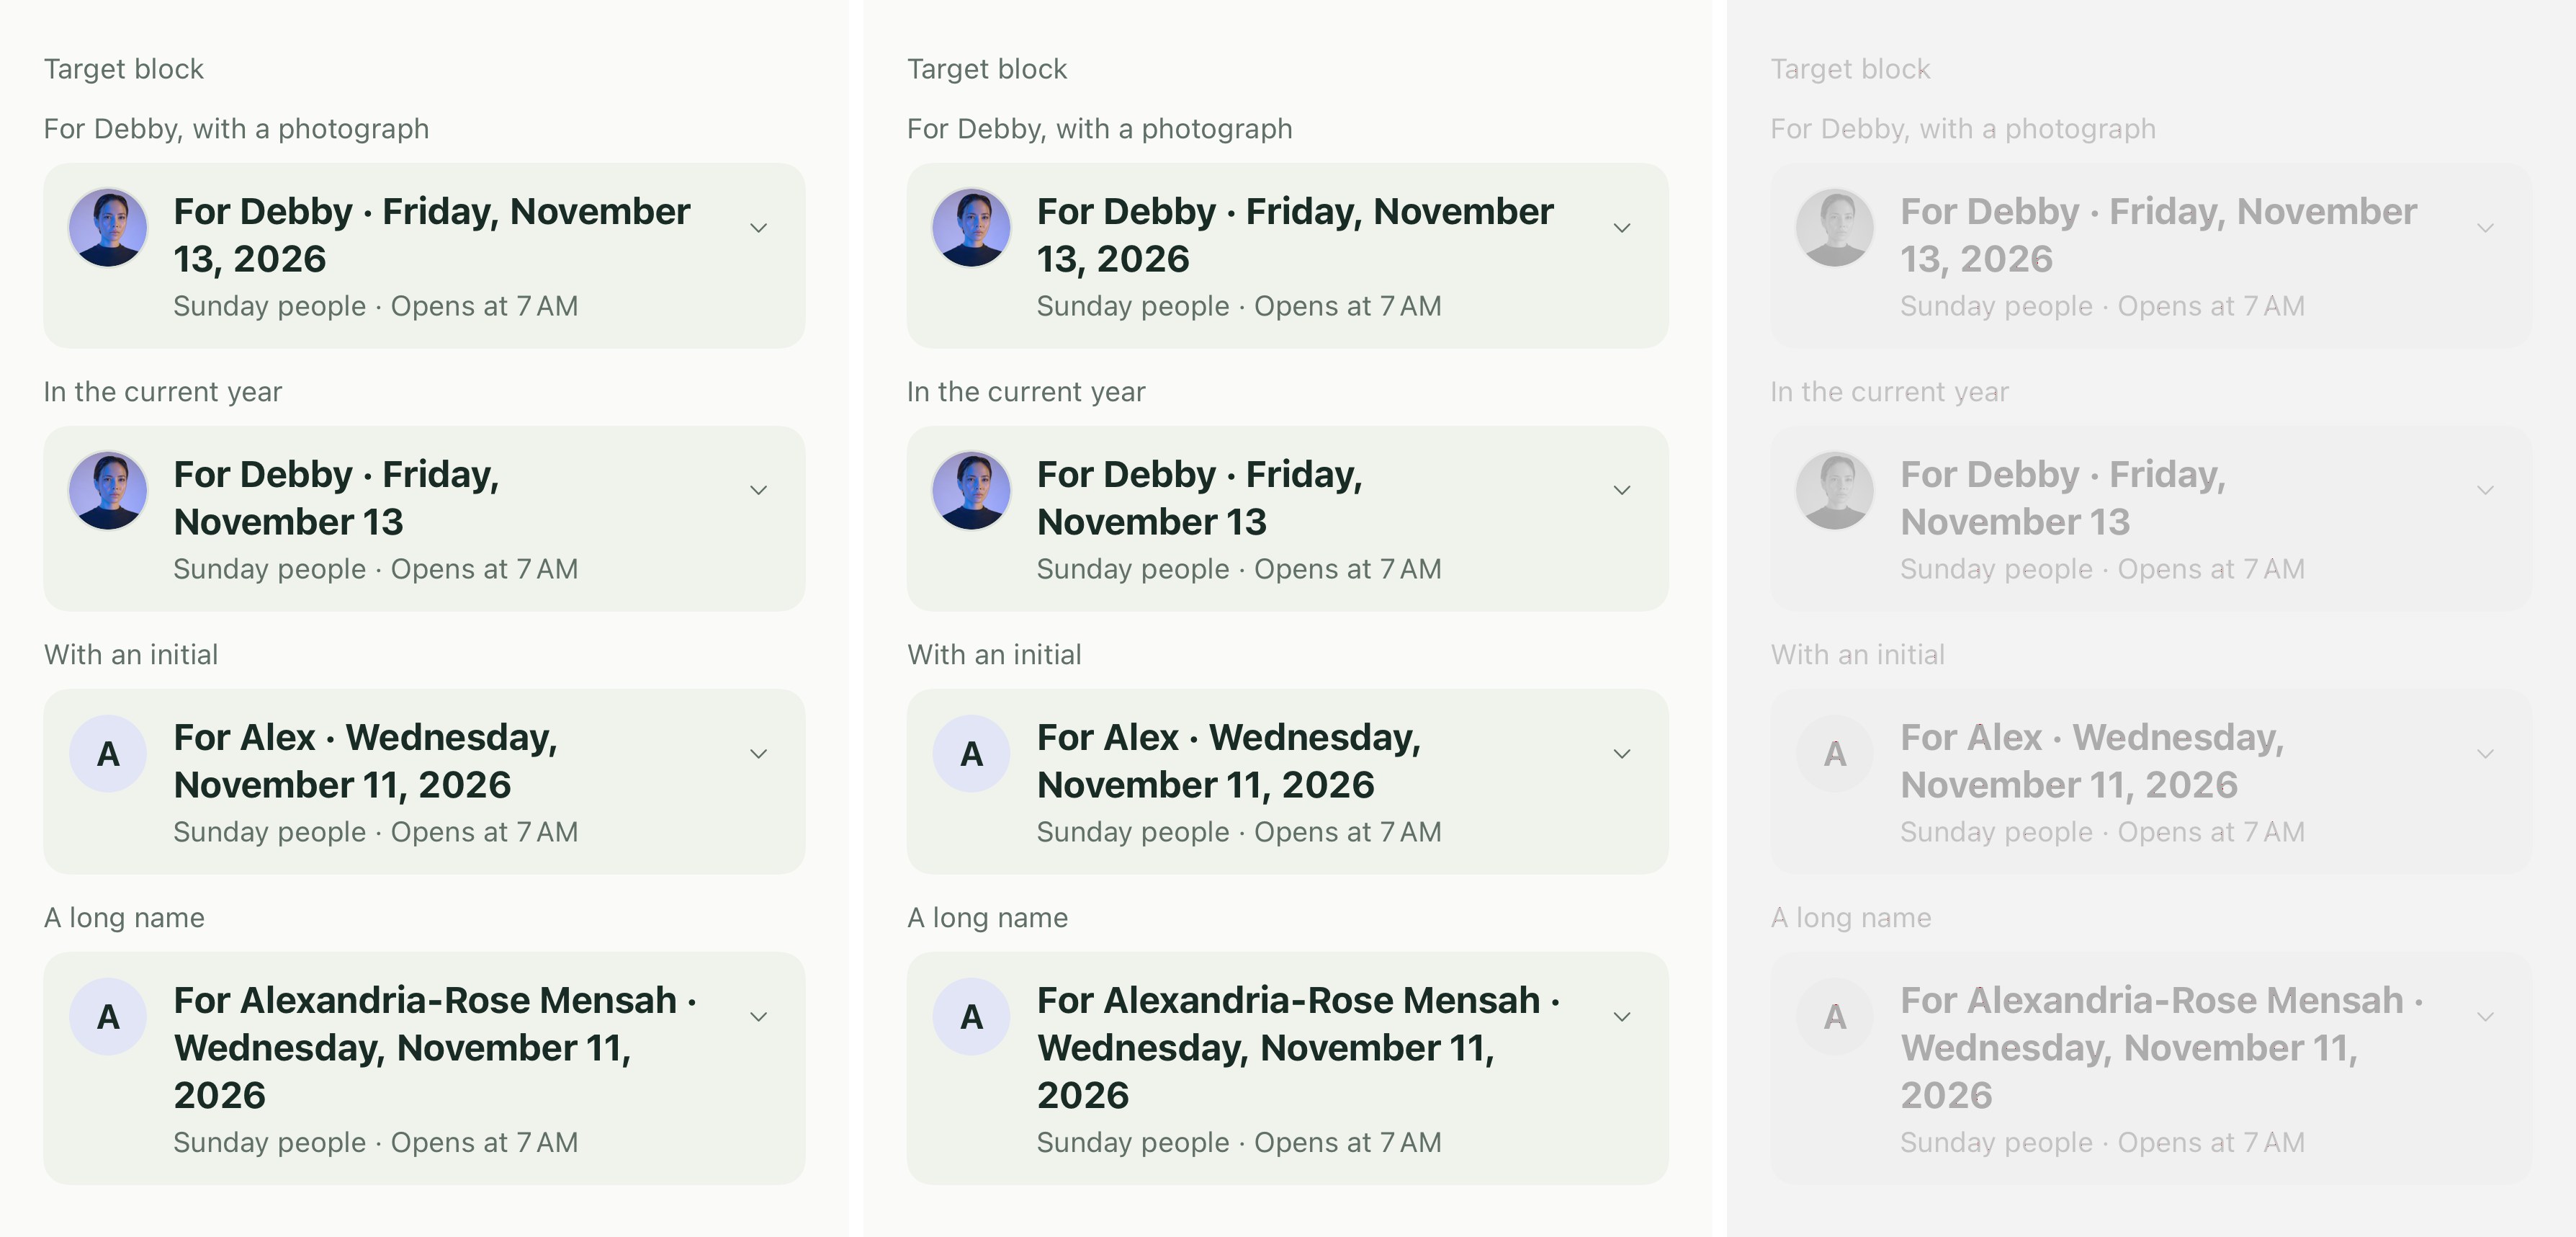 Target block
For Debby, with a photograph
For Debby · Friday, November
13, 2026
Sunday people · Opens at 7 AM
In the current year
For Debby · Friday,
November 13
Sunday people · Opens at 7 AM
With an initial
A
For Alex · Wednesday,
November 11, 2026
Sunday people · Opens at 7 AM
A long name
A
For Alexandria-Rose Mensah ·
Wednesday, November 11,
2026
Sunday people · Opens at 7 AM
Target block
For Debby, with a photograph
For Debby · Friday, November
13, 2026
Sunday people · Opens at 7 AM
In the current year
For Debby · Friday,
November 13
Sunday people · Opens at 7 AM
With an initial
A
For Alex · Wednesday,
November 11, 2026
Sunday people · Opens at 7 AM
A long name
A
For Alexandria-Rose Mensah ·
Wednesday, November 11,
2026
Sunday people · Opens at 7 AM
Target block
For Debby, with a photograph
For Debby · Friday, November
13, 2026
Sunday people · Opens at 7 AM
In the current year
For Debby · Friday,
November 13
Sunday people · Opens at 7 AM
With an initial
A
For Alex · Wednesday,
November 11, 2026
Sunday people · Opens at 7 AM
A long name
A
For Alexandria-Rose Mensah ·
Wednesday, November 11,
2026
Sunday people · Opens at 7 AM